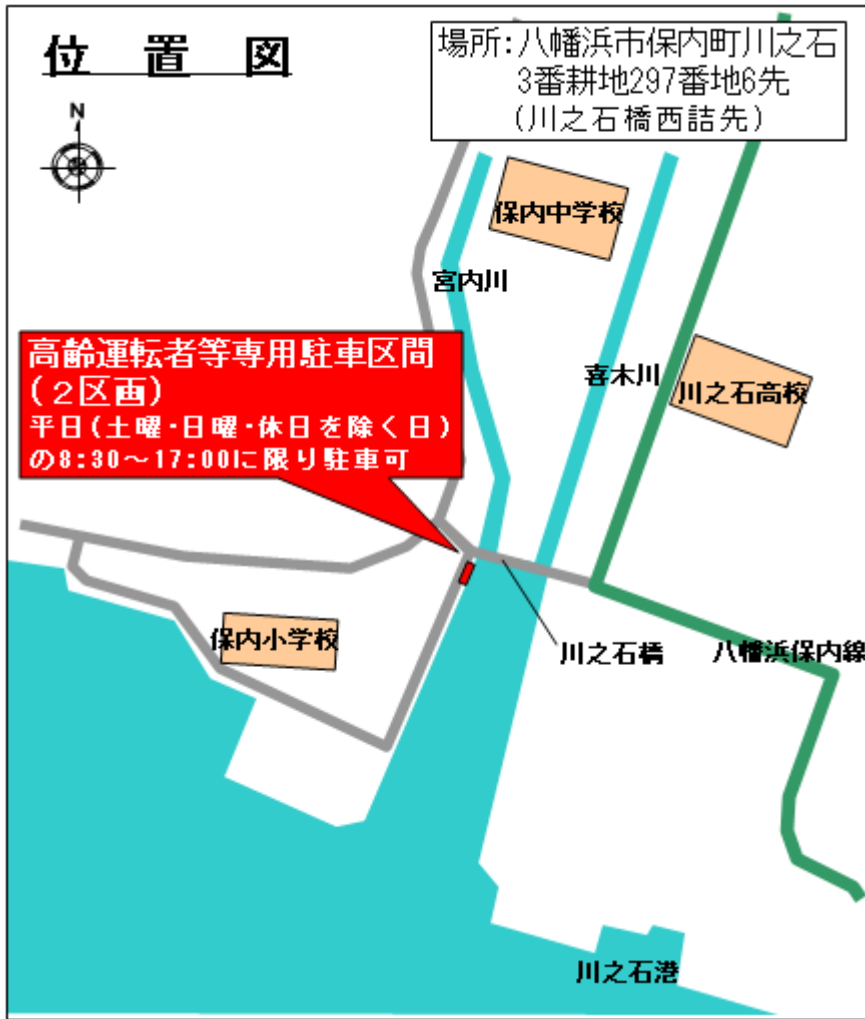 位置図
場所:八幡浜市保内町川之石
3番耕地297番地6先
(川之石橋西詰先)
N
保内中学校
宮内川
高齢運転者等専用駐車区間
(2区画)
平日(土曜・日曜・休日を除く日)
の8:30～17:00に限り駐車可
喜木川
川之石高校
保内小学校
川之石橋
八幡浜保内線
川之石港